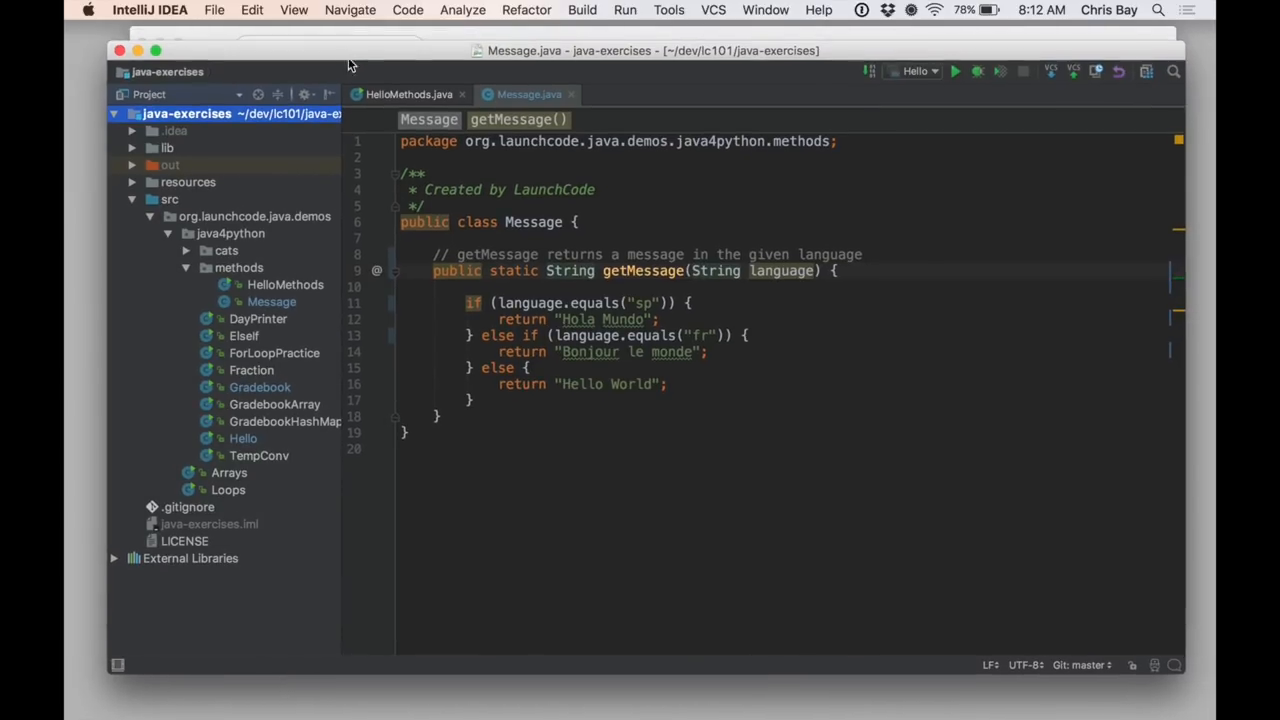 IntelliJ IDEA File Edit View Navigate Code Analyze Refactor Build Run Tools VCS Window Help 78% 8:12 AM Chris Bay
Message.java - java-exercises - [~/dev/lc101/java-exercises]
java-exercises
Hello
VCS VCS
Project
HelloMethods.java
Message.java
java-exercises ~/dev/lc101/java-ex
.idea
lib
out
resources
src
org.launchcode.java.demos
java4python
cats
methods
HelloMethods
Message
DayPrinter
ElseIf
ForLoopPractice
Fraction
Gradebook
GradebookArray
GradebookHashMap
Hello
TempConv
Arrays
Loops
.gitignore
java-exercises.iml
LICENSE
External Libraries
Message getMessage()
1 package org.launchcode.java.demos.java4python.methods;
2
3 /**
4 * Created by LaunchCode
5 */
6 public class Message {
7
8 // getMessage returns a message in the given language
9 @ public static String getMessage(String language) {
10
11 if (language.equals("sp")) {
12 return "Hola Mundo";
13 } else if (language.equals("fr")) {
14 return "Bonjour le monde";
15 } else {
16 return "Hello World";
17 }
18 }
19 }
20
LF UTF-8 Git: master